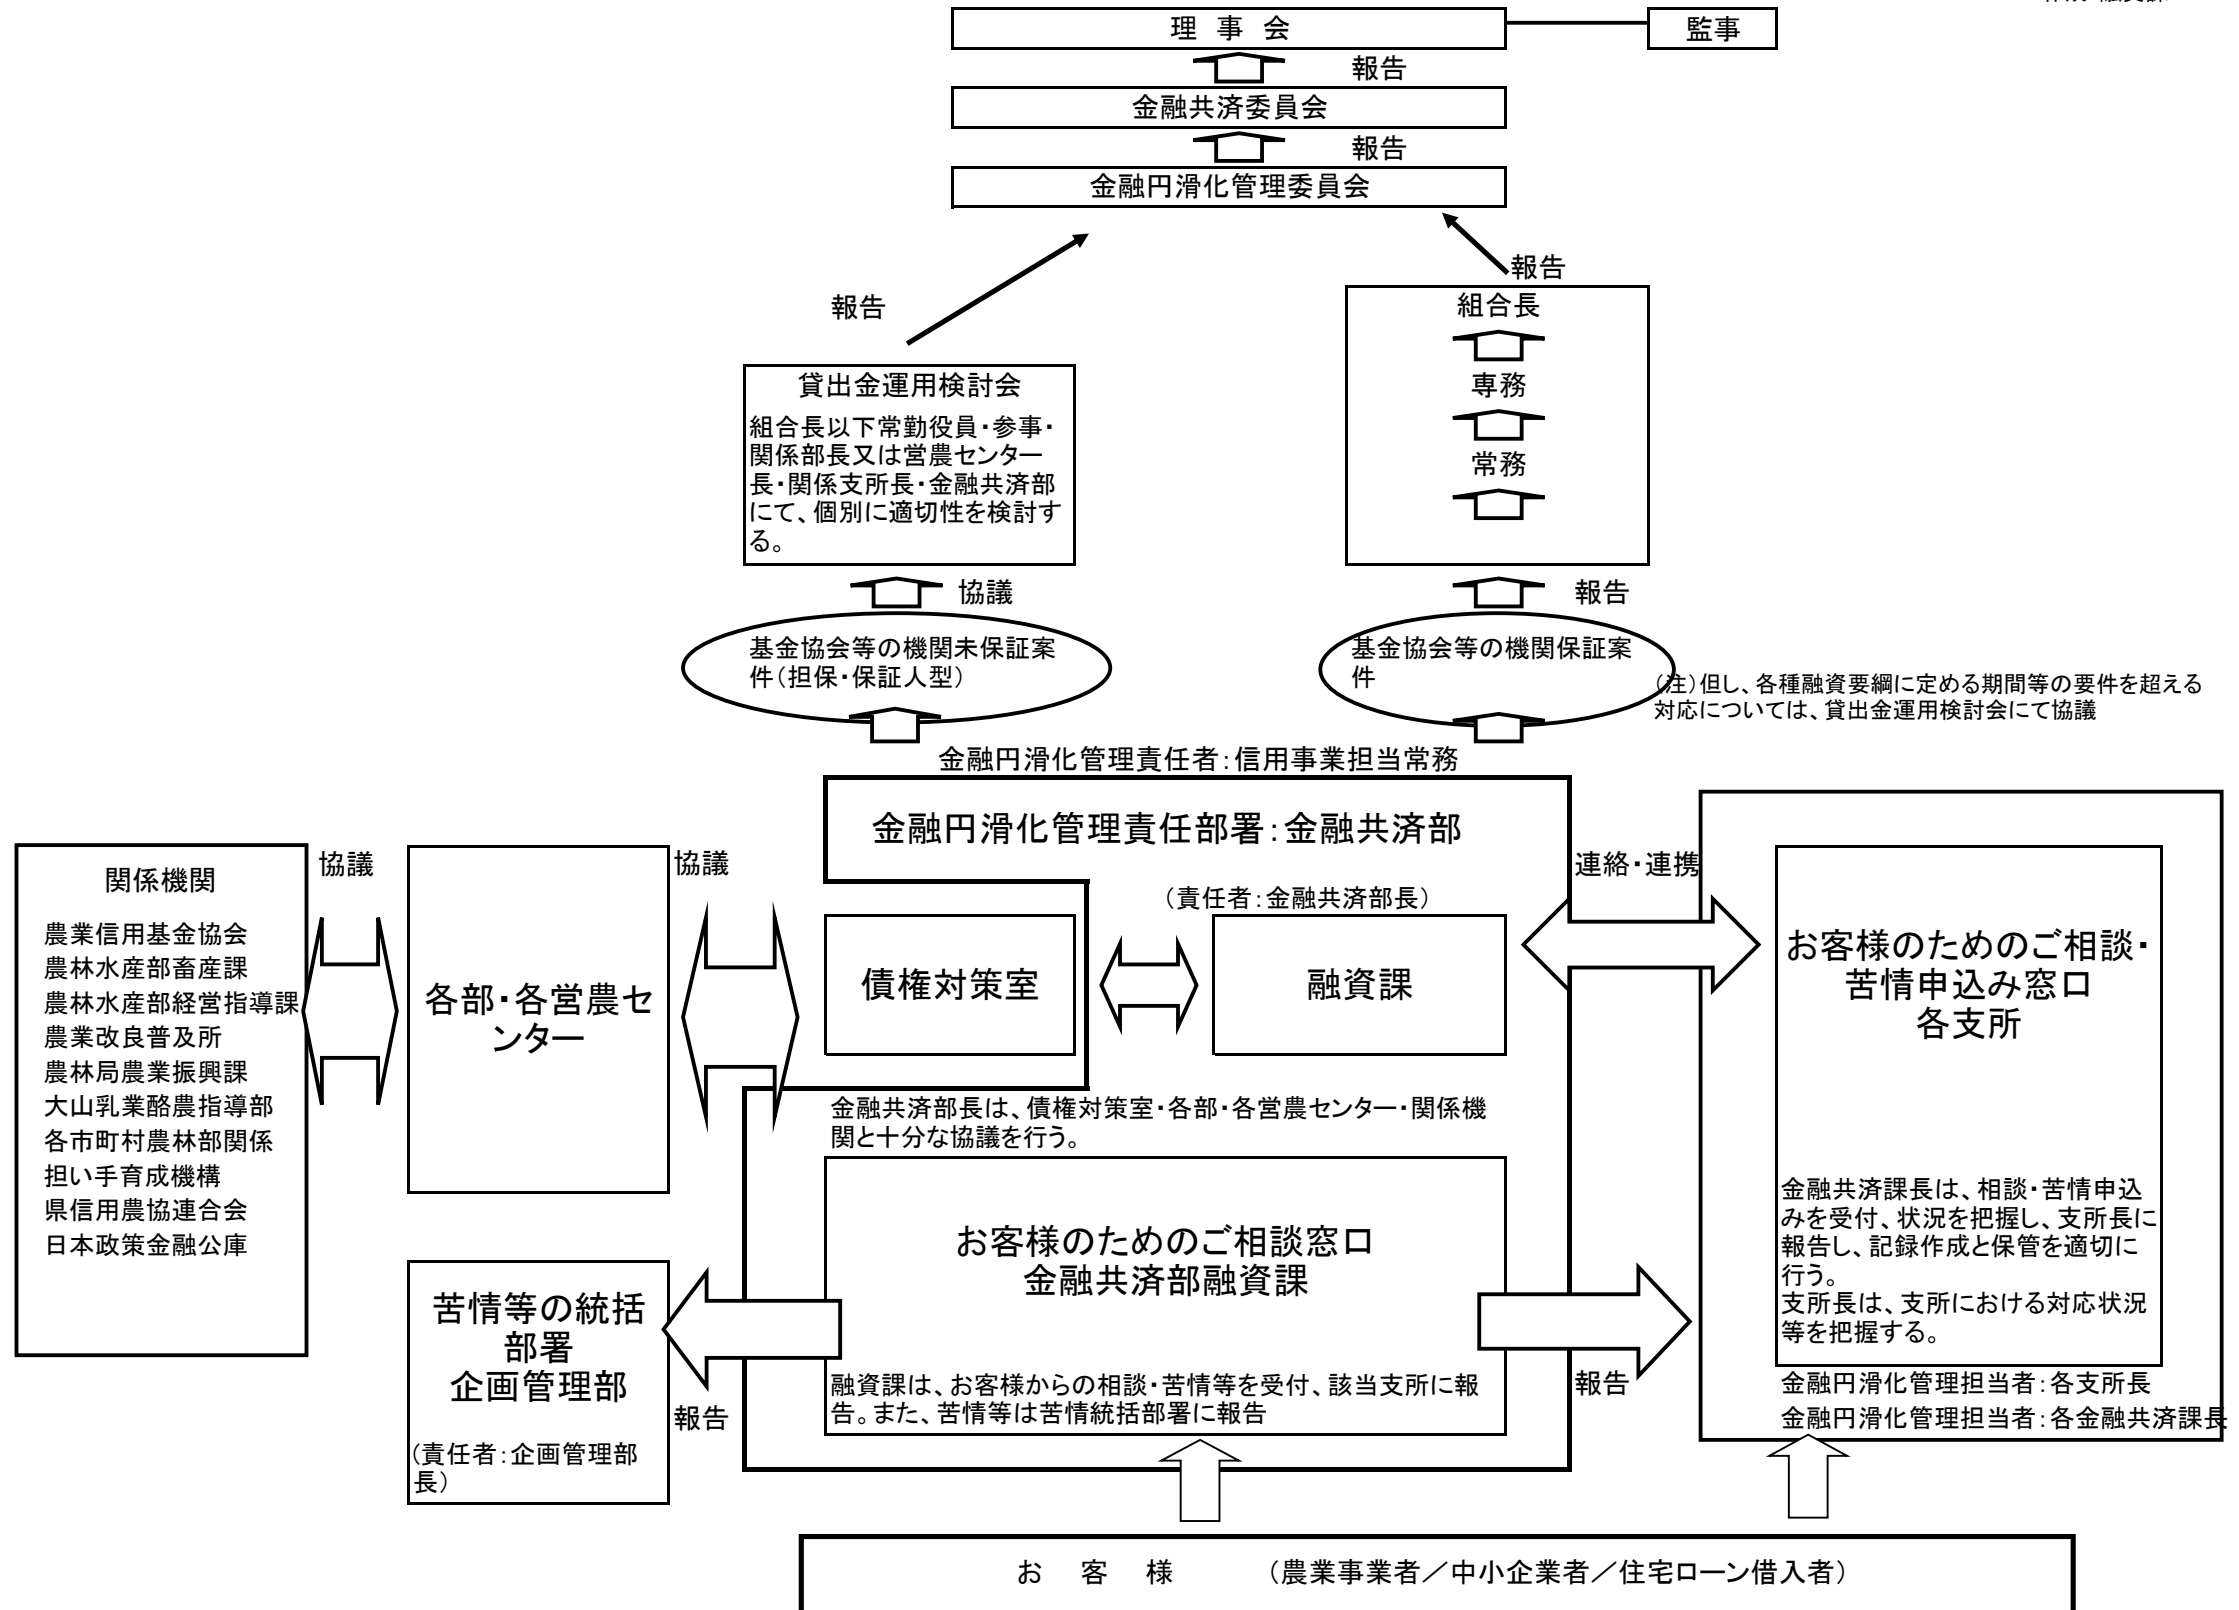 理 事 会
監事
報告
金融共済委員会
報告
金融円滑化管理委員会
報告
報告
組合長
専務
常務
貸出金運用検討会
組合長以下常勤役員・参事・
関係部長又は営農センター
長・関係支所長・金融共済部
にて、個別に適切性を検討す
る。
協議
報告
基金協会等の機関未保証案
件（担保・保証人型）
基金協会等の機関保証案
件
（注）但し、各種融資要綱に定める期間等の要件を超える
対応については、貸出金運用検討会にて協議
金融円滑化管理責任者：信用事業担当常務
金融円滑化管理責任部署：金融共済部
（責任者：金融共済部長）
関係機関
農業信用基金協会
農林水産部畜産課
農林水産部経営指導課
農業改良普及所
農林局農業振興課
大山乳業酪農指導部
各市町村農林部関係
担い手育成機構
県信用農協連合会
日本政策金融公庫
協議
各部・各営農セ
ンター
協議
債権対策室
融資課
連絡・連携
お客様のためのご相談・
苦情申込み窓口
各支所
金融共済部長は、債権対策室・各部・各営農センター・関係機
関と十分な協議を行う。
お客様のためのご相談窓口
金融共済部融資課
融資課は、お客様からの相談・苦情等を受付、該当支所に報
告。また、苦情等は苦情統括部署に報告
苦情等の統括
部署
企画管理部
（責任者：企画管理部
長）
報告
報告
金融共済課長は、相談・苦情申込
みを受付、状況を把握し、支所長に
報告し、記録作成と保管を適切に
行う。
支所長は、支所における対応状況
等を把握する。
金融円滑化管理担当者：各支所長
金融円滑化管理担当者：各金融共済課長
お 客 様 （農業事業者／中小企業者／住宅ローン借入者）